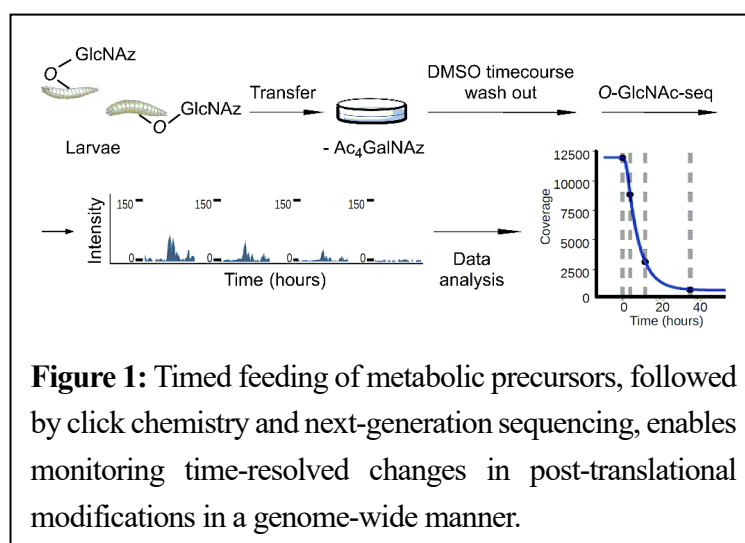 GlcNAz
O
GlcNAz
O
Larvae
Transfer
- Ac₄GalNAz
DMSO timecourse
wash out
O-GlcNAc-seq
Intensity
150
0
150
0
150
0
150
0
Time (hours)
Data
analysis
Coverage
12500
10000
7500
5000
2500
0
0 20 40
Time (hours)
Figure 1: Timed feeding of metabolic precursors, followed
by click chemistry and next-generation sequencing, enables
monitoring time-resolved changes in post-translational
modifications in a genome-wide manner.